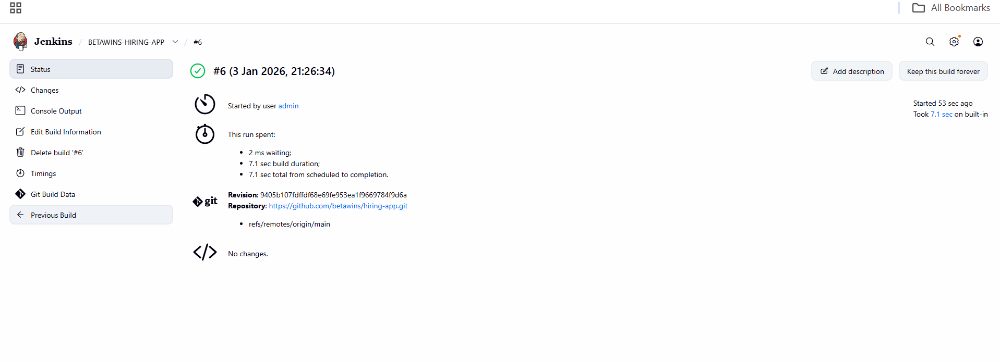 All Bookmarks
Jenkins / BETAWINS-HIRING-APP / #6
Status
Changes
Console Output
Edit Build Information
Delete build ‘#6’
Timings
Git Build Data
Previous Build
#6 (3 Jan 2026, 21:26:34)
Add description
Keep this build forever
Started by user admin
Started 53 sec ago
Took 7.1 sec on built-in
This run spent:
• 2 ms waiting;
• 7.1 sec build duration;
• 7.1 sec total from scheduled to completion.
git
Revision: 9405b107fdffdf68e69fe953ea1f9669784f9d6a
Repository: https://github.com/betawins/hiring-app.git
• refs/remotes/origin/main
No changes.